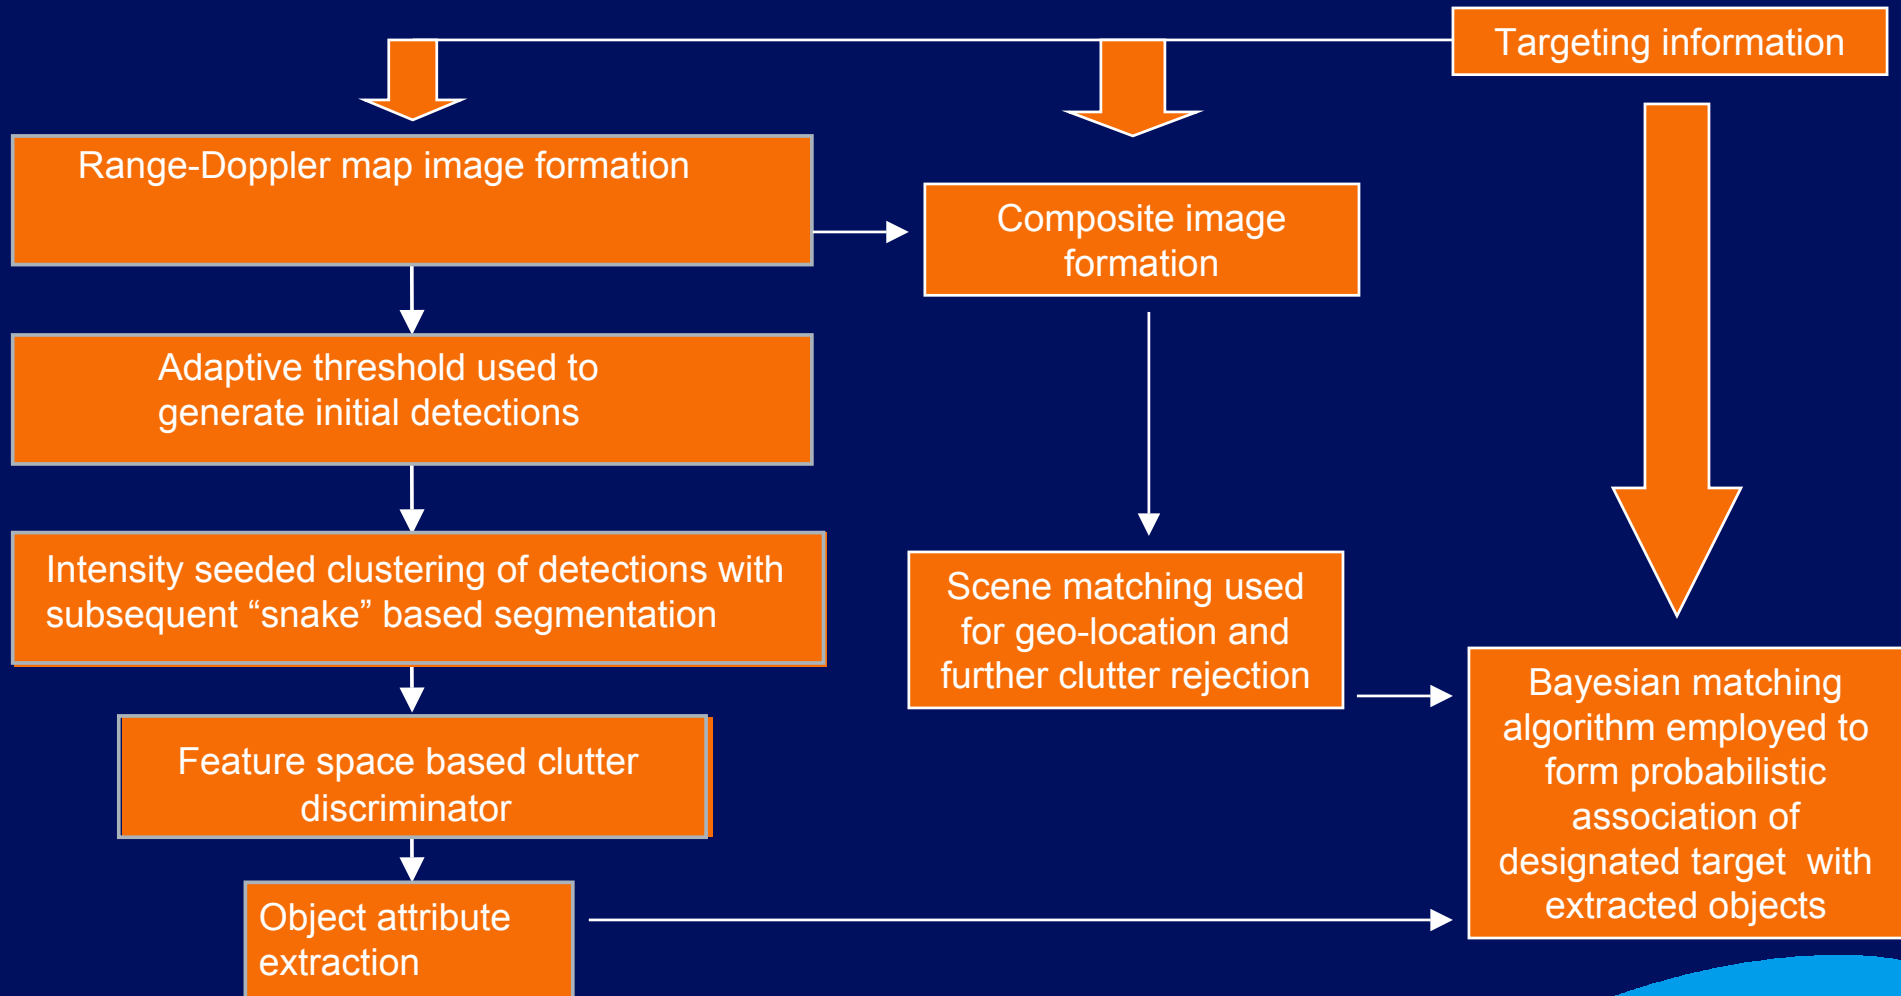 Targeting information
Range-Doppler map image formation
Composite image
formation
Adaptive threshold used to
generate initial detections
Intensity seeded clustering of detections with
subsequent “snake” based segmentation
Scene matching used
for geo-location and
further clutter rejection
Feature space based clutter
discriminator
Bayesian matching
algorithm employed to
form probabilistic
association of
designated target  with
extracted objects
Object attribute
extraction